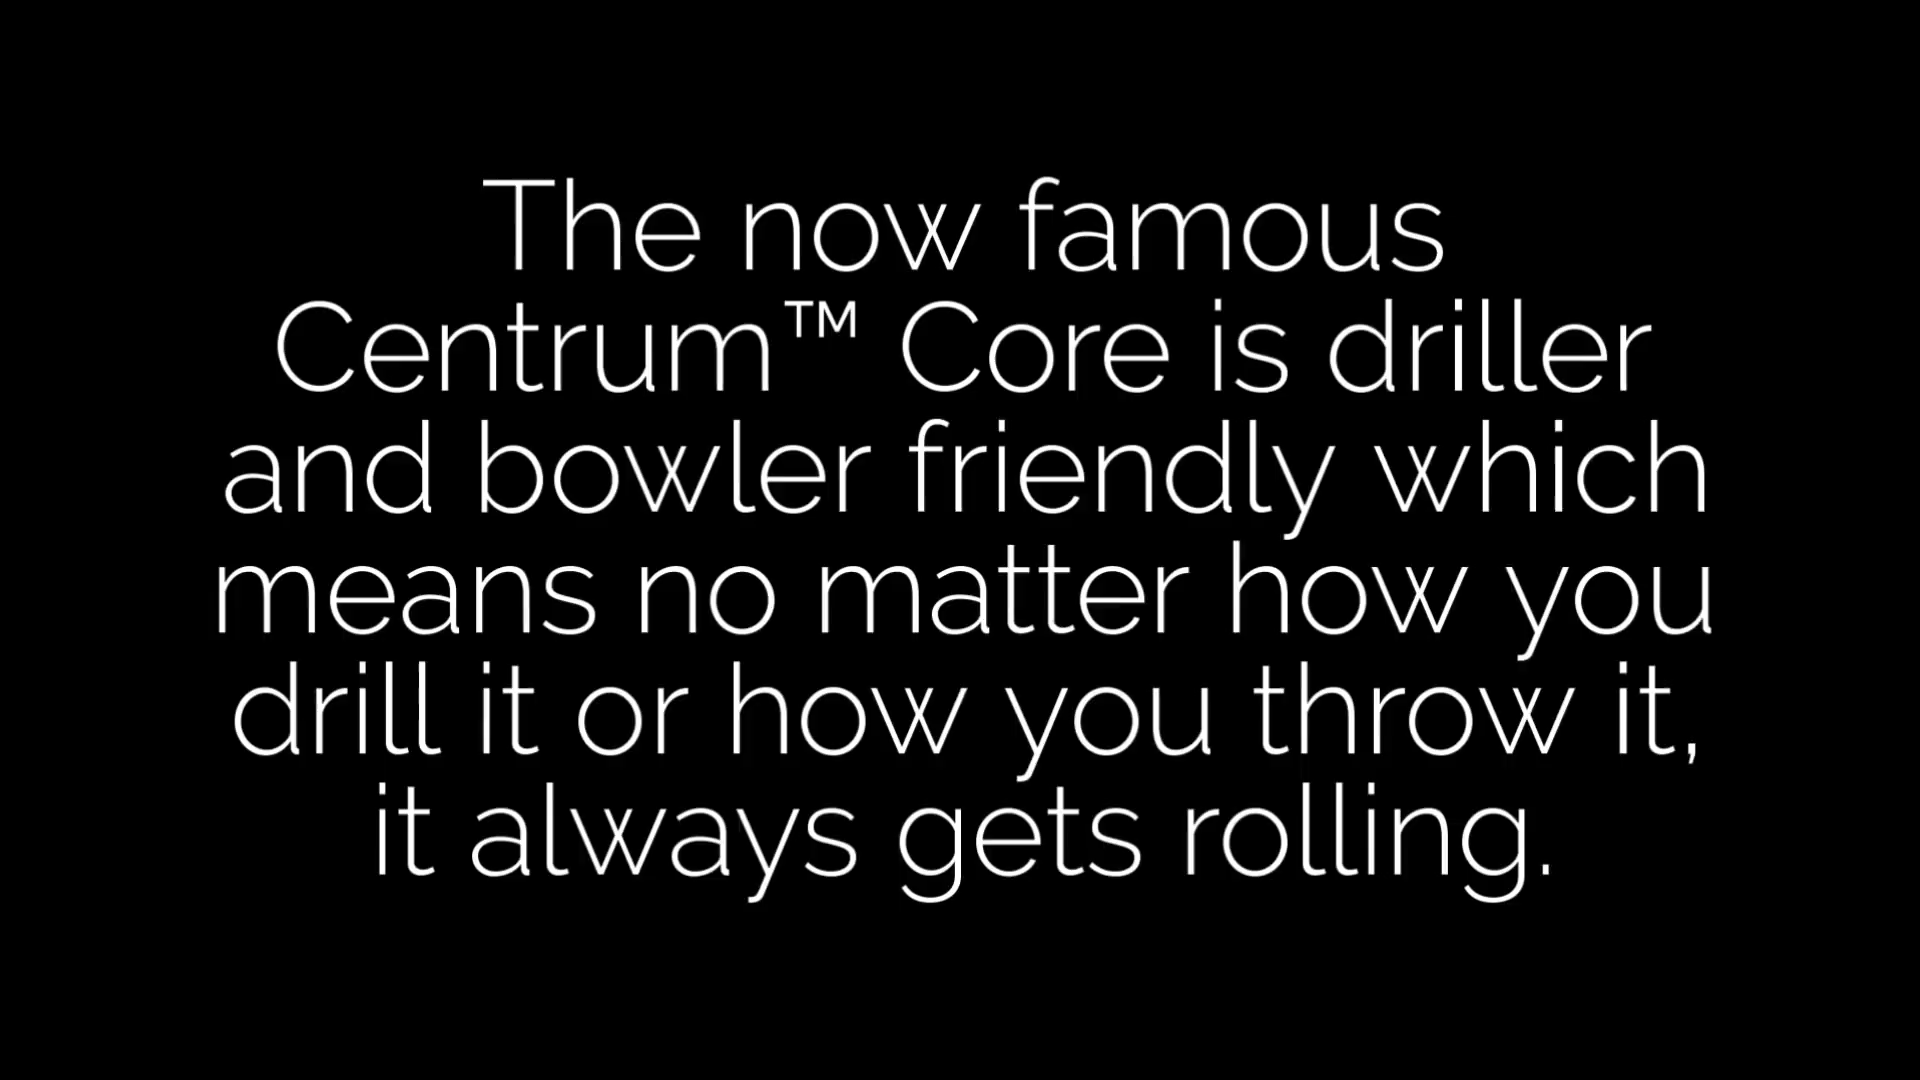 The now famous
Centrum™ Core is driller
and bowler friendly which
means no matter how you
drill it or how you throw it,
it always gets rolling.